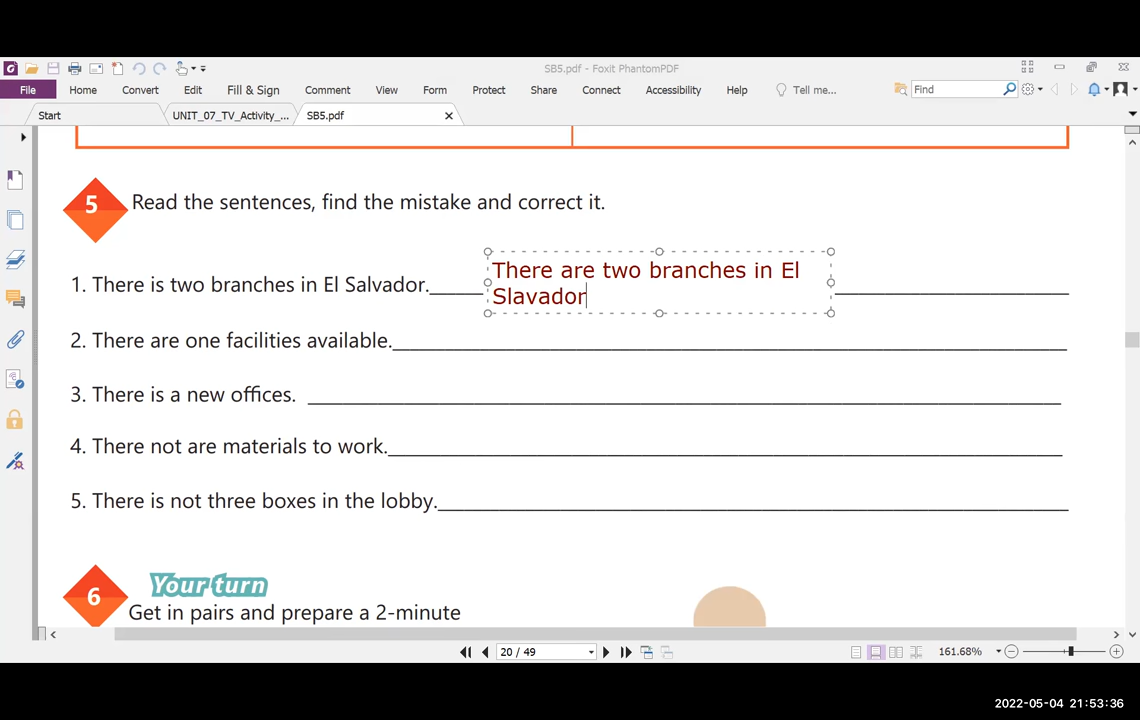 SB5.pdf - Foxit PhantomPDF
File Home Convert Edit Fill & Sign Comment View Form Protect Share Connect Accessibility Help Tell me... Find
Start UNIT_07_TV_Activity_... SB5.pdf
5 Read the sentences, find the mistake and correct it.
There are two branches in El
1. There is two branches in El Salvador.
Slavador
2. There are one facilities available.
3. There is a new offices.
4. There not are materials to work.
5. There is not three boxes in the lobby.
6 Your turn
Get in pairs and prepare a 2-minute
20 / 49 161.68%
2022-05-04 21:53:36